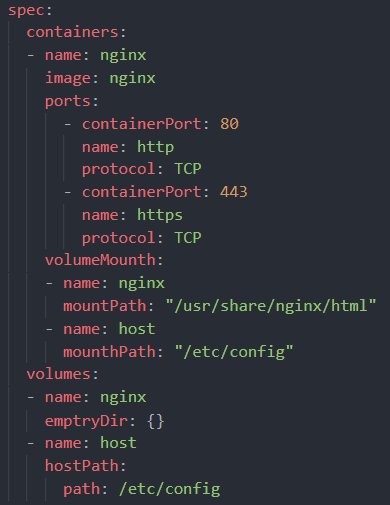 spec:
  containers:
  - name: nginx
    image: nginx
    ports:
      - containerPort: 80
        name: http
        protocol: TCP
      - containerPort: 443
        name: https
        protocol: TCP
    volumeMounth:
    - name: nginx
      mountPath: "/usr/share/nginx/html"
    - name: host
      mounthPath: "/etc/config"
  volumes:
  - name: nginx
    emptryDir: {}
  - name: host
    hostPath:
      path: /etc/config